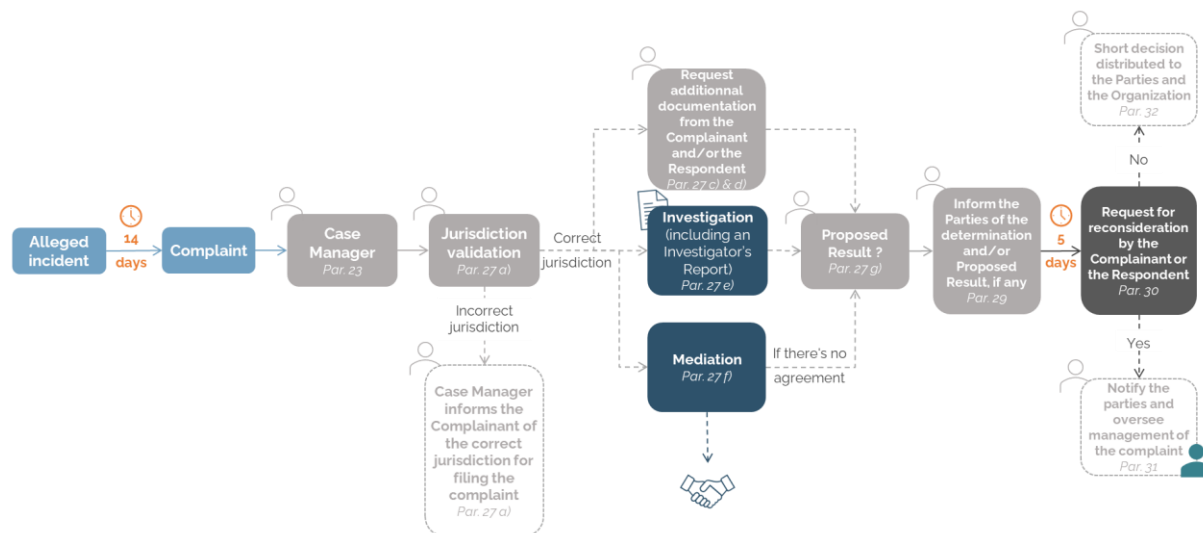 Alleged
incident
14
days
Complaint
Case
Manager
Par. 23
Jurisdiction
validation
Par. 27 a)
Correct
jurisdiction
Incorrect
jurisdiction
Case Manager
informs the
Complainant of
the correct
jurisdiction for
filing the
complaint
Par. 27 a)
Request
additionnal
documentation
from the
Complainant
and/or the
Respondent
Par. 27 c) & d)
Investigation
(including an
Investigator's
Report)
Par. 27 e)
Mediation
Par. 27 f)
If there's no
agreement
Proposed
Result ?
Par. 27 g)
Inform the
Parties of the
determination
and/or
Proposed
Result, if any
Par. 29
5
days
Request for
reconsideration
by the
Complainant or
the Respondent
Par. 30
No
Short decision
distributed to
the Parties and
the Organization
Par. 32
Yes
Notify the
parties and
oversee
management of
the complaint
Par. 31